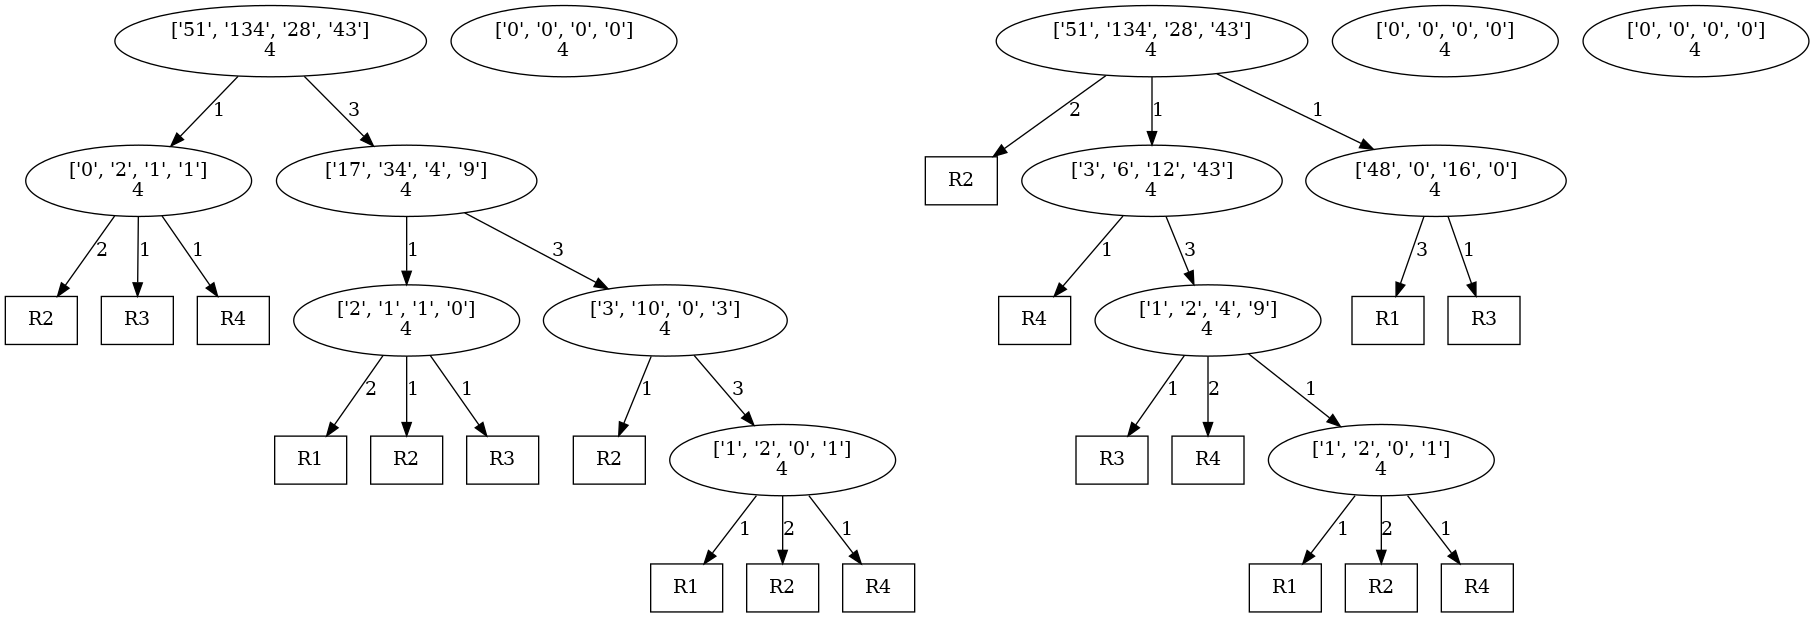 ['51', '134', '28', '43']
4
['0', '0', '0', '0']
4
['51', '134', '28', '43']
4
['0', '0', '0', '0']
4
['0', '0', '0', '0']
4
1
3
2
1
1
['0', '2', '1', '1']
4
['17', '34', '4', '9']
4
R2
['3', '6', '12', '43']
4
['48', '0', '16', '0']
4
2
1
1
1
3
1
3
3
1
R2
R3
R4
['2', '1', '1', '0']
4
['3', '10', '0', '3']
4
R4
['1', '2', '4', '9']
4
R1
R3
2
1
1
1
3
1
2
1
R1
R2
R3
R2
['1', '2', '0', '1']
4
R3
R4
['1', '2', '0', '1']
4
1
2
1
1
2
1
R1
R2
R4
R1
R2
R4